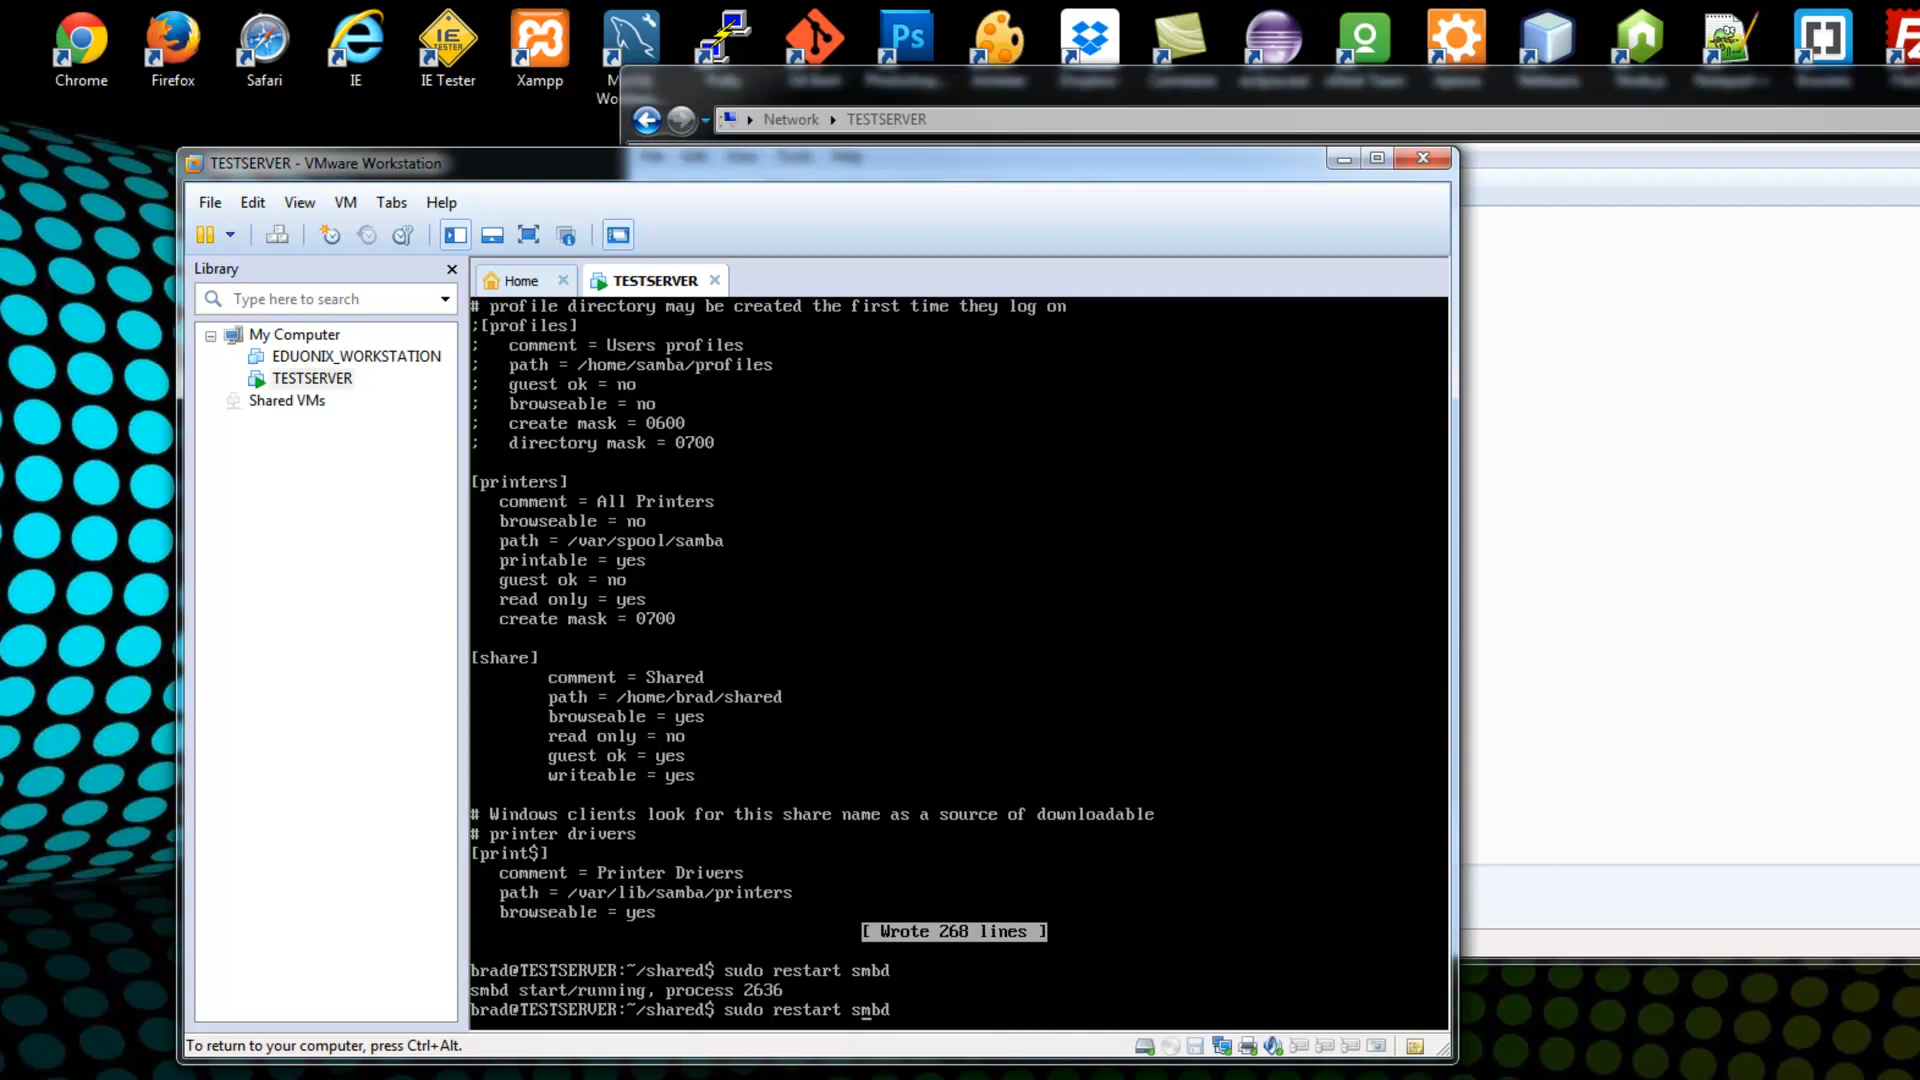 Chrome
Firefox
Safari
IE
IE Tester
Xampp
IE
TESTER
Ps
Network
TESTSERVER
TESTSERVER - VMware Workstation
File
Edit
View
VM
Tabs
Help
Library
Type here to search
My Computer
EDUONIX_WORKSTATION
TESTSERVER
Shared VMs
Home
TESTSERVER
# profile directory may be created the first time they log on
;[profiles]
;   comment = Users profiles
;   path = /home/samba/profiles
;   guest ok = no
;   browseable = no
;   create mask = 0600
;   directory mask = 0700
[printers]
   comment = All Printers
   browseable = no
   path = /var/spool/samba
   printable = yes
   guest ok = no
   read only = yes
   create mask = 0700
[share]
        comment = Shared
        path = /home/brad/shared
        browseable = yes
        read only = no
        guest ok = yes
        writeable = yes
# Windows clients look for this share name as a source of downloadable
# printer drivers
[print$]
   comment = Printer Drivers
   path = /var/lib/samba/printers
   browseable = yes
[ Wrote 268 lines ]
brad@TESTSERVER:~/shared$ sudo restart smbd
smbd start/running, process 2636
brad@TESTSERVER:~/shared$ sudo restart smbd
To return to your computer, press Ctrl+Alt.